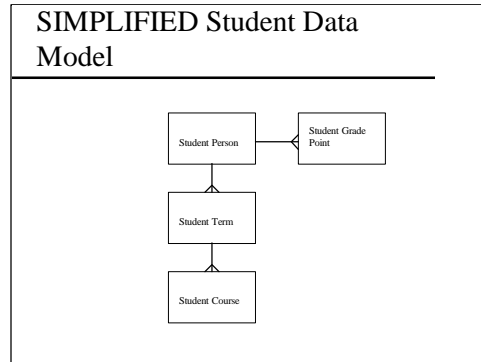 SIMPLIFIED Student Data
Model
Student Person
Student Grade
Point
Student Term
Student Course